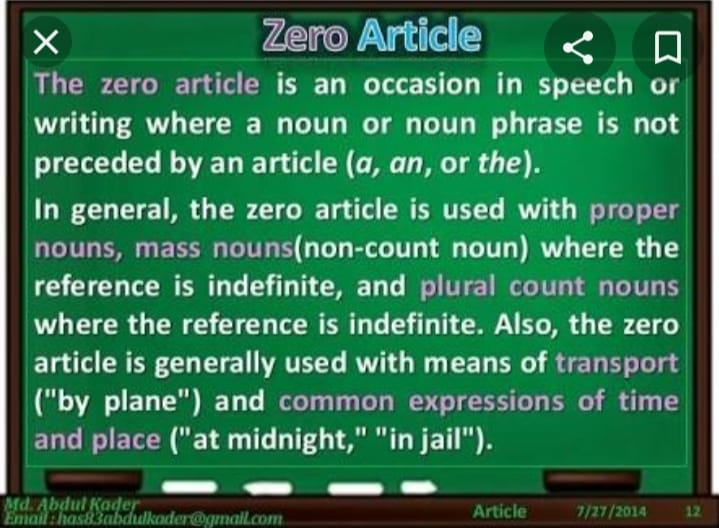 Zero Article
The zero article is an occasion in speech or
writing where a noun or noun phrase is not
preceded by an article (a, an, or the).
In general, the zero article is used with proper
nouns, mass nouns(non-count noun) where the
reference is indefinite, and plural count nouns
where the reference is indefinite. Also, the zero
article is generally used with means of transport
("by plane") and common expressions of time
and place ("at midnight," "in jail").
Md. Abdul Kader
Email : has83abdulkader@gmail.com
Article 7/27/2014 12